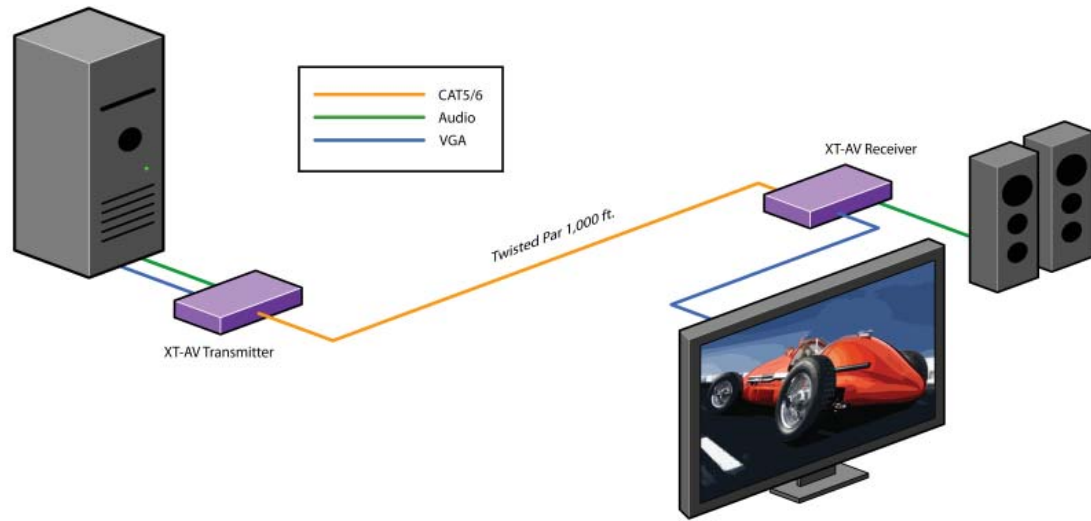 CAT5/6
Audio
VGA
XT-AV Receiver
Twisted Par 1,000 ft.
XT-AV Transmitter